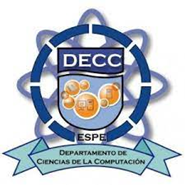 DECC
ESPE
DEPARTAMENTO DE
CIENCIAS DE LA COMPUTACIÓN